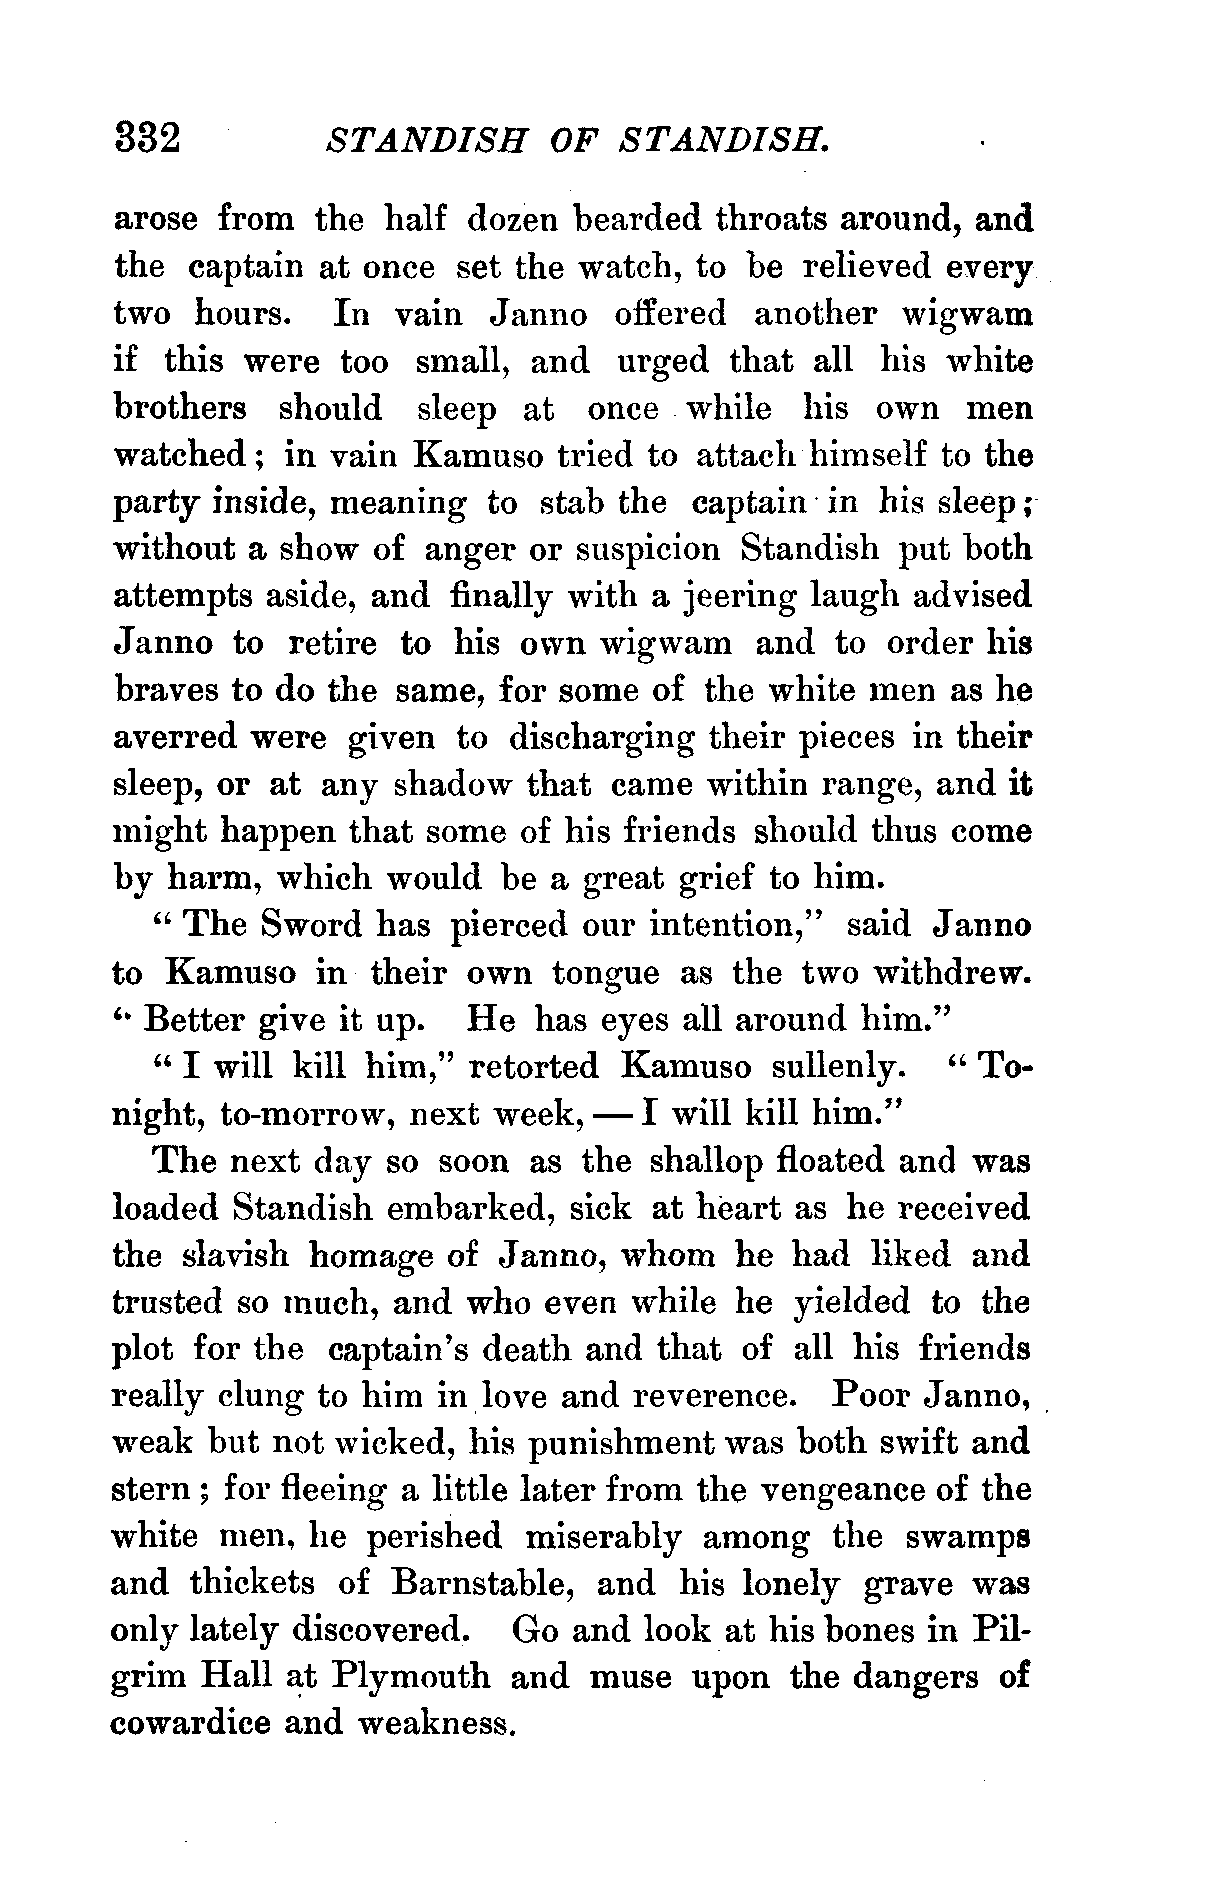 332 STANDISH OF STANDISH.
arose from the half dozen bearded throats around, and
the captain at once set the watch, to be relieved every
two hours. In vain Janno offered another wigwam
if this were too small, and urged that all his white
brothers should sleep at once while his own men
watched; in vain Kamuso tried to attach himself to the
party inside, meaning to stab the captain in his sleep;
without a show of anger or suspicion Standish put both
attempts aside, and finally with a jeering laugh advised
Janno to retire to his own wigwam and to order his
braves to do the same, for some of the white men as he
averred were given to discharging their pieces in their
sleep, or at any shadow that came within range, and it
might happen that some of his friends should thus come
by harm, which would be a great grief to him.
"The Sword has pierced our intention," said Janno
to Kamuso in their own tongue as the two withdrew.
"Better give it up. He has eyes all around him."
"I will kill him," retorted Kamuso sullenly. "To-
night, to-morrow, next week, — I will kill him."
The next day so soon as the shallop floated and was
loaded Standish embarked, sick at heart as he received
the slavish homage of Janno, whom he had liked and
trusted so much, and who even while he yielded to the
plot for the captain's death and that of all his friends
really clung to him in love and reverence. Poor Janno,
weak but not wicked, his punishment was both swift and
stern; for fleeing a little later from the vengeance of the
white men, he perished miserably among the swamps
and thickets of Barnstable, and his lonely grave was
only lately discovered. Go and look at his bones in Pil-
grim Hall at Plymouth and muse upon the dangers of
cowardice and weakness.